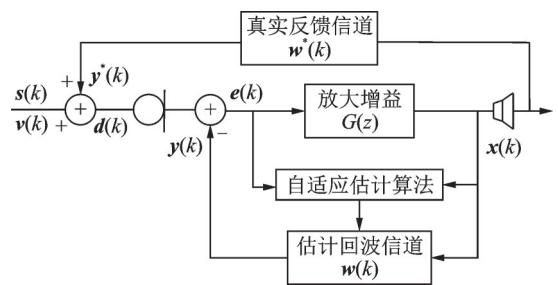 真实反馈信道
w*(k)
+
y*(k)
s(k)
v(k)
+
+
d(k)
+
−
y(k)
e(k)
放大增益
G(z)
x(k)
自适应估计算法
估计回波信道
w(k)